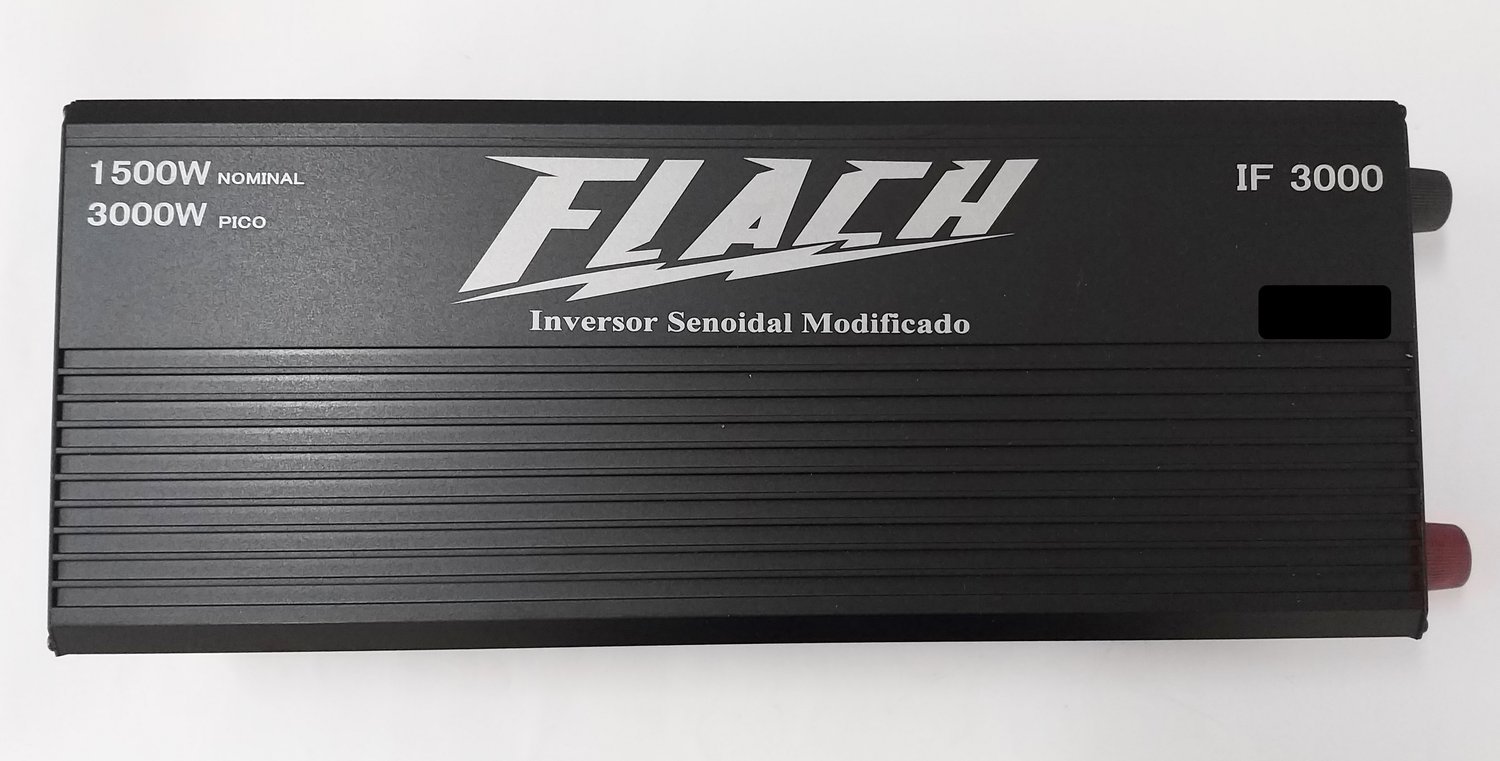 1500W NOMINAL
3000W PICO
FLACH
Inversor Senoidal Modificado
IF 3000